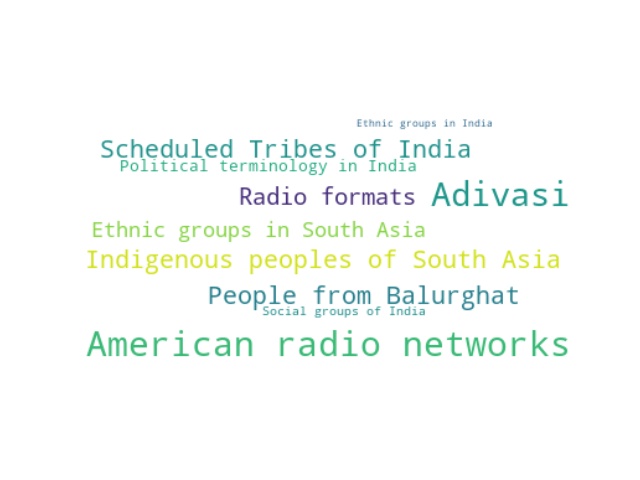 Ethnic groups in India
Scheduled Tribes of India
Political terminology in India
Radio formats
Adivasi
Ethnic groups in South Asia
Indigenous peoples of South Asia
People from Balurghat
Social groups of India
American radio networks